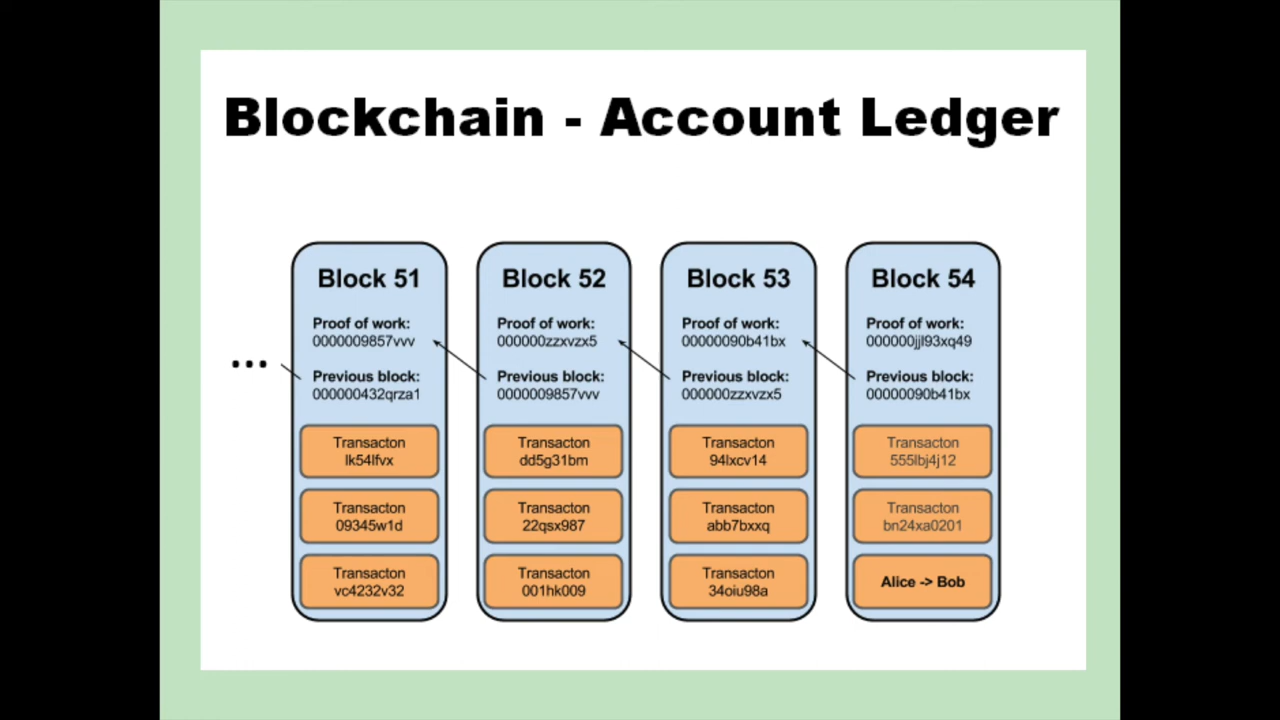 Blockchain - Account Ledger
...
Block 51
Proof of work:
0000009857vvv
Previous block:
000000432qrza1
Transacton
lk54lfvx
Transacton
09345w1d
Transacton
vc4232v32
Block 52
Proof of work:
000000zzxvzx5
Previous block:
0000009857vvv
Transacton
dd5g31bm
Transacton
22qsx987
Transacton
001hk009
Block 53
Proof of work:
00000090b41bx
Previous block:
000000zzxvzx5
Transacton
94lxcv14
Transacton
abb7bxxq
Transacton
34oiu98a
Block 54
Proof of work:
000000jjl93xq49
Previous block:
00000090b41bx
Transacton
555lbj4j12
Transacton
bn24xa0201
Alice -> Bob